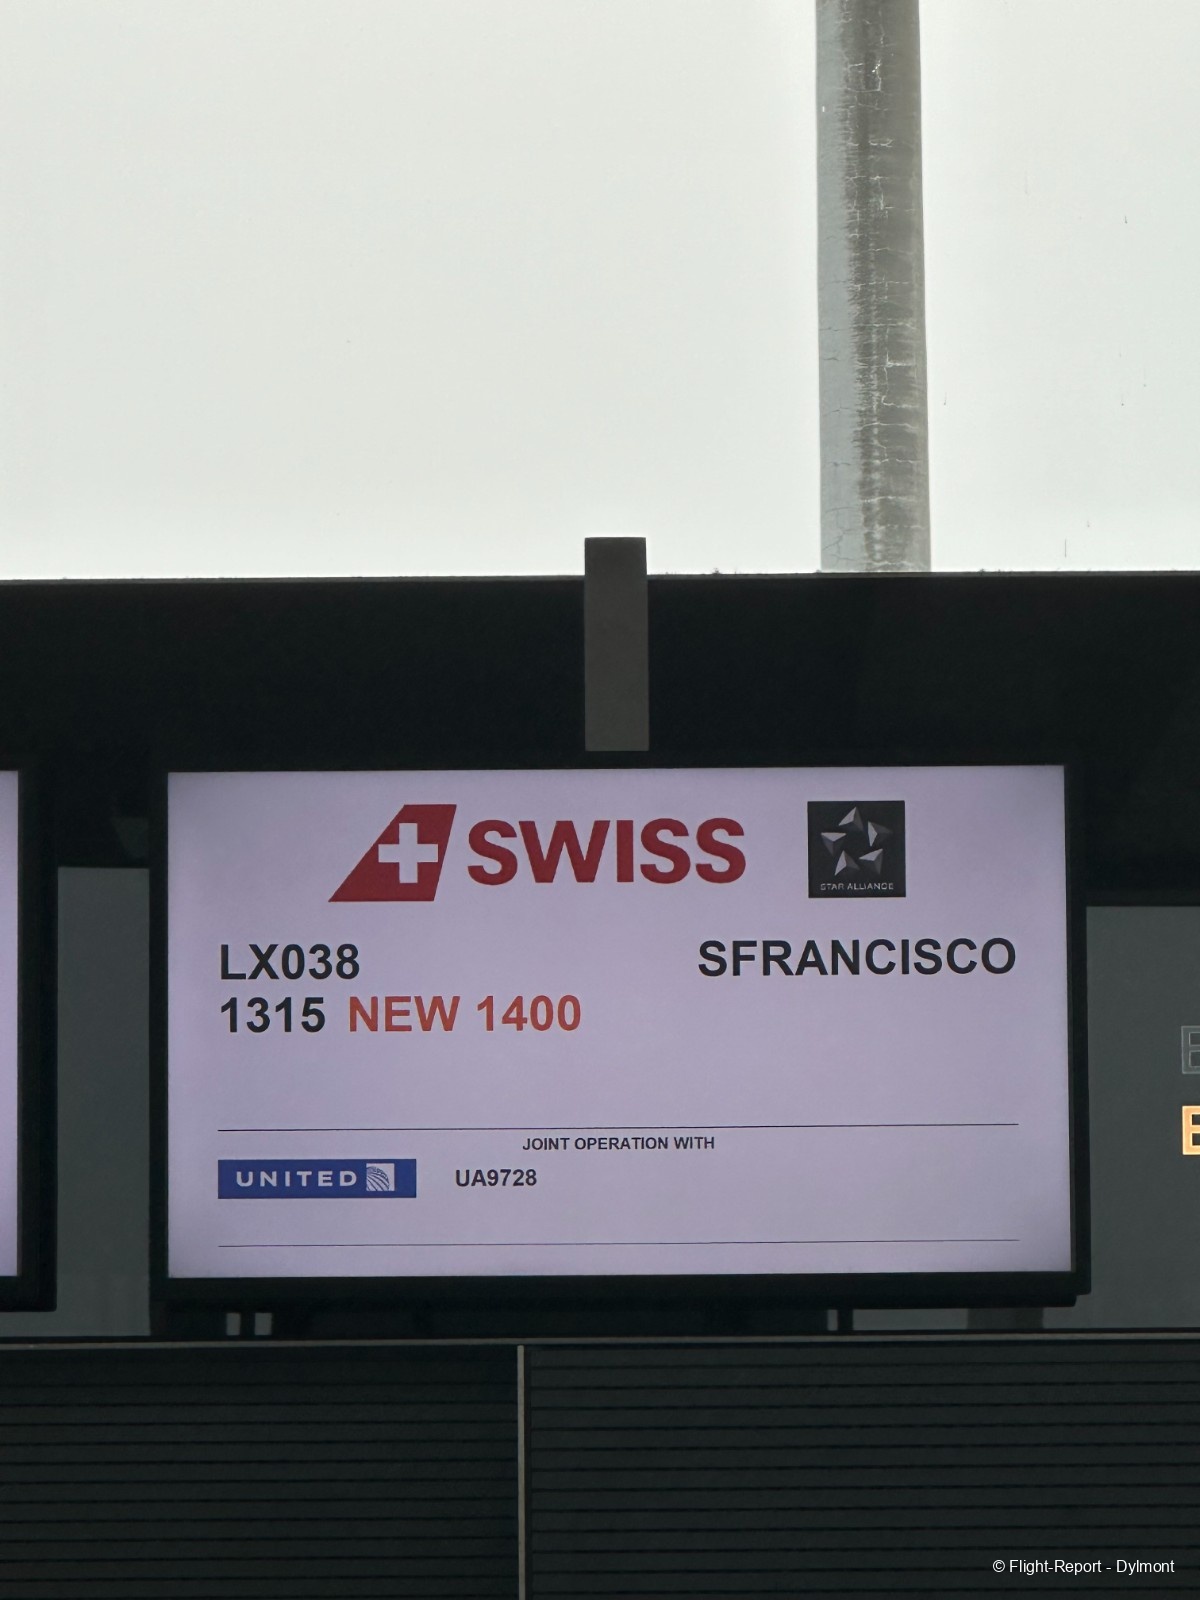 SWISS
STAR ALLIANCE
LX038 SFRANCISCO
1315 NEW 1400
JOINT OPERATION WITH
UNITED UA9728
© Flight-Report - Dylmont